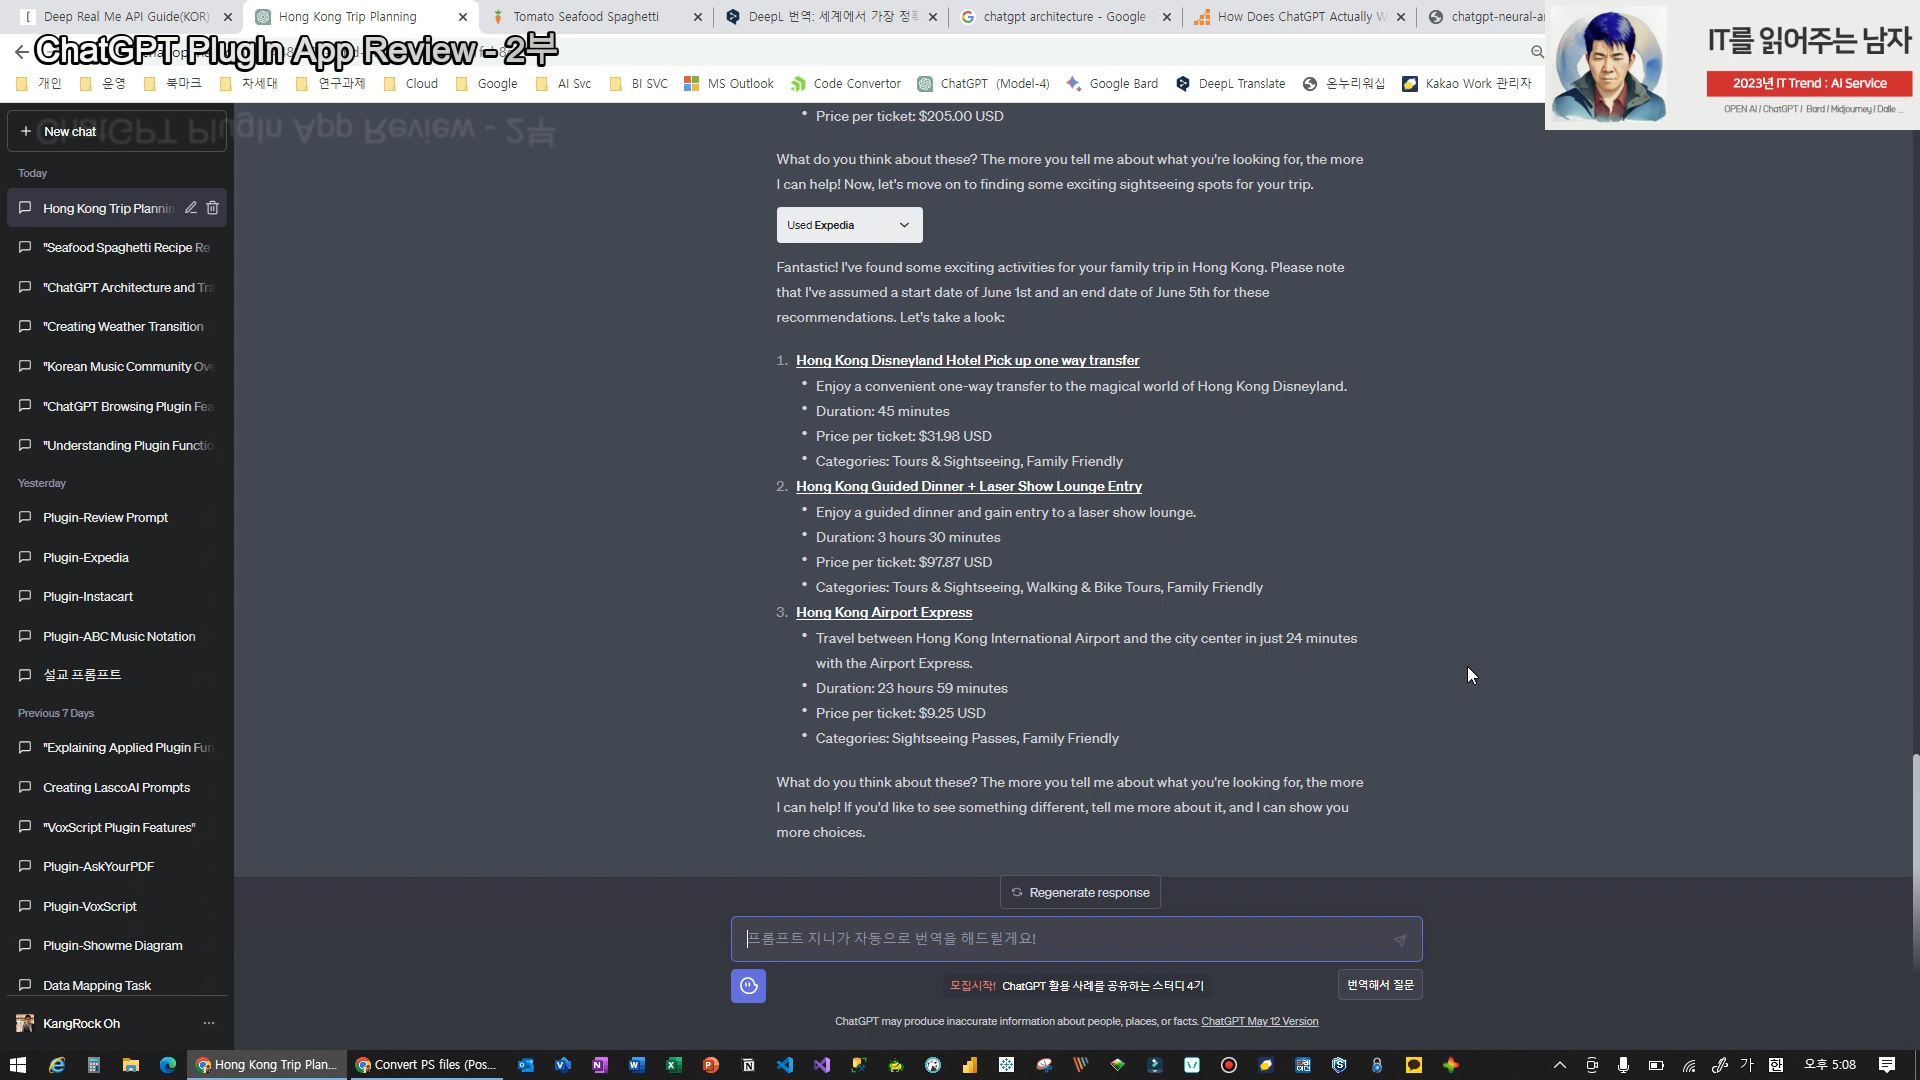 Deep Real Me API Guide(KOR)
Hong Kong Trip Planning
Tomato Seafood Spaghetti
DeepL 번역: 세계에서 가장 정확
chatgpt architecture - Google
How Does ChatGPT Actually W
chatgpt-neural-ar
ChatGPT PlugIn App Review - 2부
IT를 읽어주는 남자
2023년 IT Trend : AI Service
OPEN AI / ChatGPT / Bard / Midjourney / Dalle ...
개인
운영
북마크
차세대
연구과제
Cloud
Google
AI Svc
BI SVC
MS Outlook
Code Convertor
ChatGPT (Model-4)
Google Bard
DeepL Translate
온누리워십
Kakao Work 관리자
New chat
Today
Hong Kong Trip Plannin
"Seafood Spaghetti Recipe Re
"ChatGPT Architecture and Tra
"Creating Weather Transition
"Korean Music Community Ove
"ChatGPT Browsing Plugin Fea
"Understanding Plugin Functio
Yesterday
Plugin-Review Prompt
Plugin-Expedia
Plugin-Instacart
Plugin-ABC Music Notation
설교 프롬프트
Previous 7 Days
"Explaining Applied Plugin Fun
Creating LascoAI Prompts
"VoxScript Plugin Features"
Plugin-AskYourPDF
Plugin-VoxScript
Plugin-Showme Diagram
Data Mapping Task
KangRock Oh
• Price per ticket: $205.00 USD
What do you think about these? The more you tell me about what you're looking for, the more
I can help! Now, let's move on to finding some exciting sightseeing spots for your trip.
Used Expedia
Fantastic! I've found some exciting activities for your family trip in Hong Kong. Please note
that I've assumed a start date of June 1st and an end date of June 5th for these
recommendations. Let's take a look:
1. Hong Kong Disneyland Hotel Pick up one way transfer
• Enjoy a convenient one-way transfer to the magical world of Hong Kong Disneyland.
• Duration: 45 minutes
• Price per ticket: $31.98 USD
• Categories: Tours & Sightseeing, Family Friendly
2. Hong Kong Guided Dinner + Laser Show Lounge Entry
• Enjoy a guided dinner and gain entry to a laser show lounge.
• Duration: 3 hours 30 minutes
• Price per ticket: $97.87 USD
• Categories: Tours & Sightseeing, Walking & Bike Tours, Family Friendly
3. Hong Kong Airport Express
• Travel between Hong Kong International Airport and the city center in just 24 minutes
with the Airport Express.
• Duration: 23 hours 59 minutes
• Price per ticket: $9.25 USD
• Categories: Sightseeing Passes, Family Friendly
What do you think about these? The more you tell me about what you're looking for, the more
I can help! If you'd like to see something different, tell me more about it, and I can show you
more choices.
Regenerate response
프롬프트 지니가 자동으로 번역을 해드릴게요!
모집시작! ChatGPT 활용 사례를 공유하는 스터디 4기
번역해서 질문
ChatGPT may produce inaccurate information about people, places, or facts. ChatGPT May 12 Version
Hong Kong Trip Plan...
Convert PS files (Pos...
가
한
오후 5:08